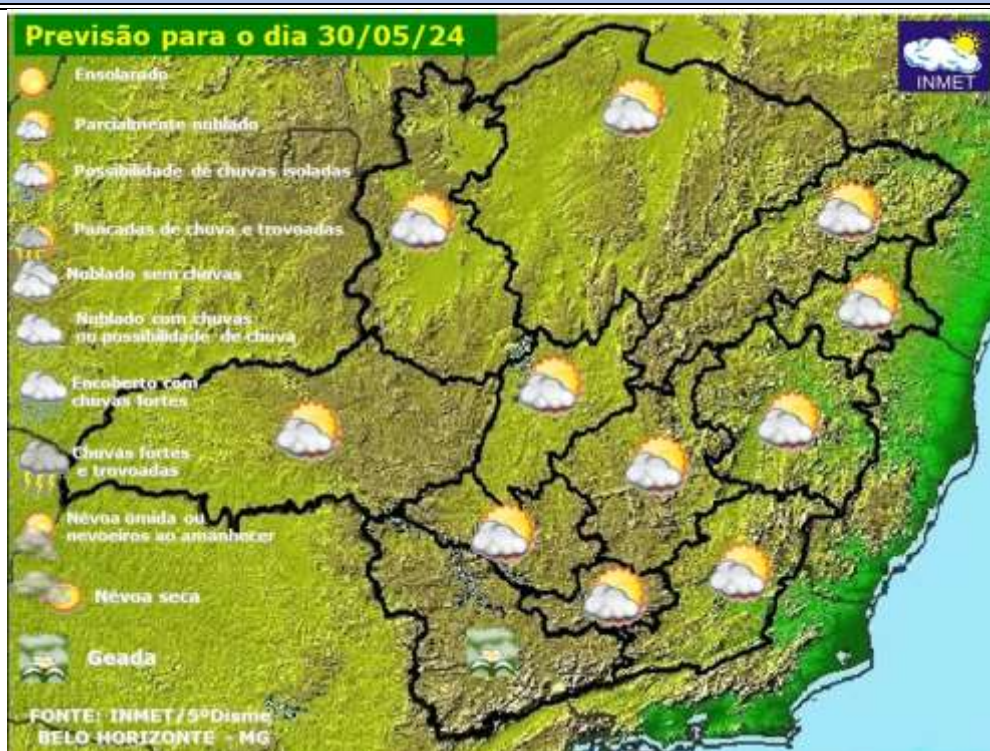 Previsão para o dia 30/05/24
INMET
Ensolarado
Parcialmente nublado
Possibilidade de chuvas isoladas
Pancadas de chuva e trovoadas
Nublado sem chuvas
Nublado com chuvas
ou possibilidade de chuva
Encoberto com
chuvas fortes
Chuvas fortes
e trovoadas
Névoa úmida ou
nevoeiros ao amanhecer
Névoa seca
Geada
FONTE: INMET/5ºDisme
BELO HORIZONTE - MG